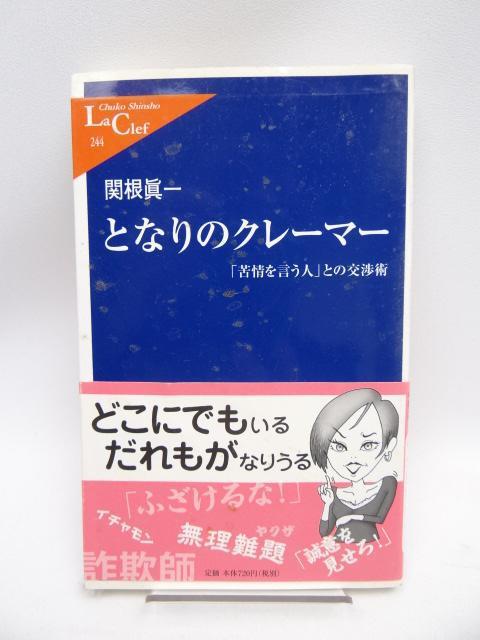 Chuko Shinsho
La Clef
244
関根眞一
となりのクレーマー
「苦情を言う人」との交渉術
どこにでもいる
だれもがなりうる
「ふざけるな!」
イチャモン
無理難題
ヤクザ
「誠意を
見せろ!」
詐欺師
定価 本体720円(税別)